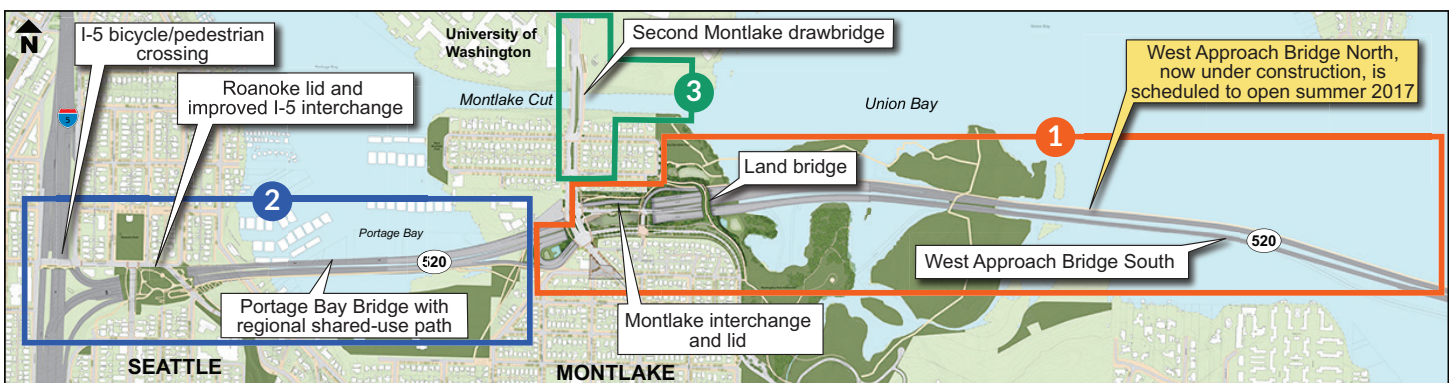 N
I-5 bicycle/pedestrian
crossing
Roanoke lid and
improved I-5 interchange
5
University of
Washington
Second Montlake drawbridge
3
Montlake Cut
Union Bay
West Approach Bridge North,
now under construction, is
scheduled to open summer 2017
1
Land bridge
2
Portage Bay
520
520
West Approach Bridge South
Portage Bay Bridge with
regional shared-use path
Montlake interchange
and lid
SEATTLE
MONTLAKE